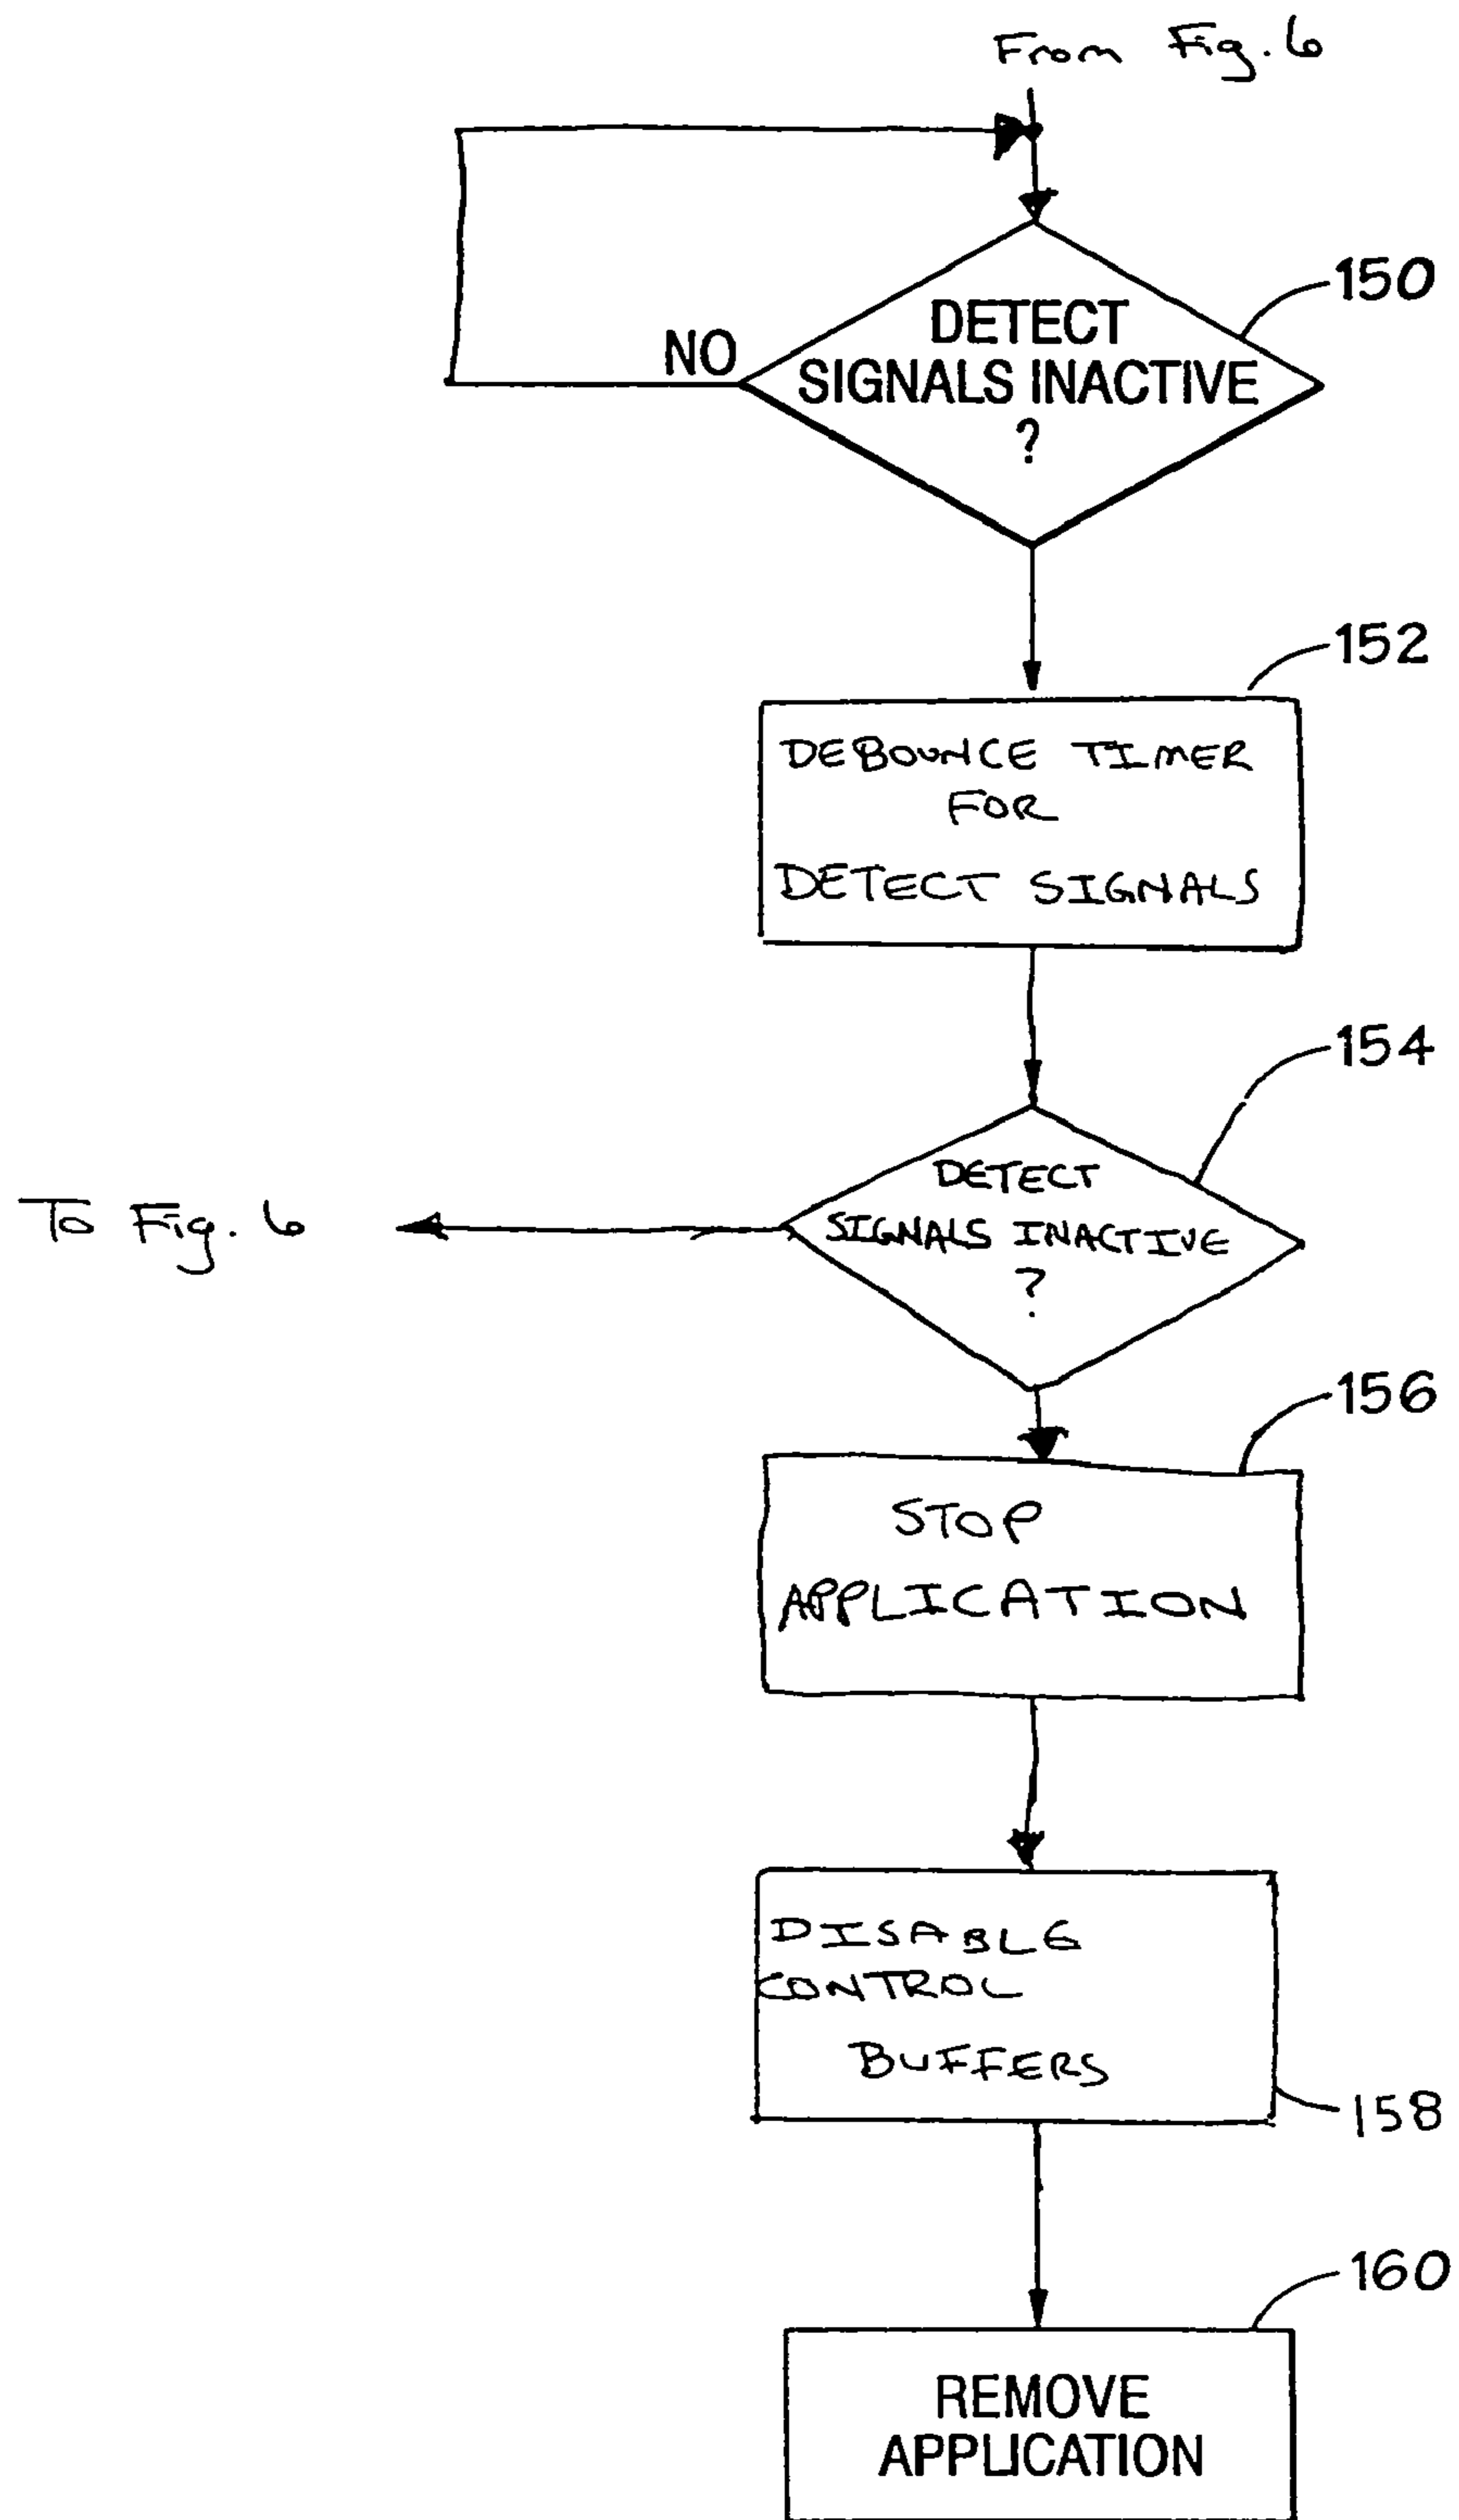 From Fig. 6
150
DETECT
NO
SIGNALS INACTIVE
?
152
DEBOUNCE TIMER
FOR
DETECT SIGNALS
154
DETECT
To Fig. 6
SIGNALS INACTIVE
?
156
STOP
APPLICATION
DISABLE
CONTROL
BUFFERS
158
160
REMOVE
APPLICATION